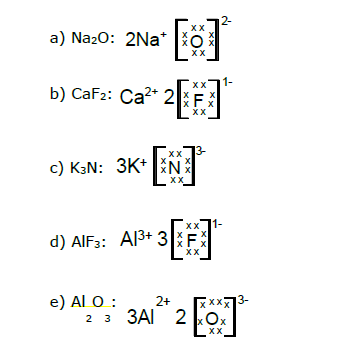 a) Na₂O: 2Na⁺ [O]²⁻
b) CaF₂: Ca²⁺ 2[F]¹⁻
c) K₃N: 3K⁺ [N]³⁻
d) AlF₃: Al³⁺ 3[F]¹⁻
e) Al₂O₃: 3Al²⁺ 2[O]³⁻